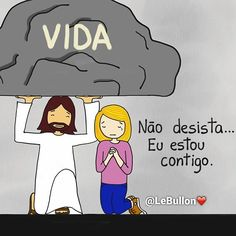 VIDA
Não desista...
Eu estou
contigo.
@LeBullon❤